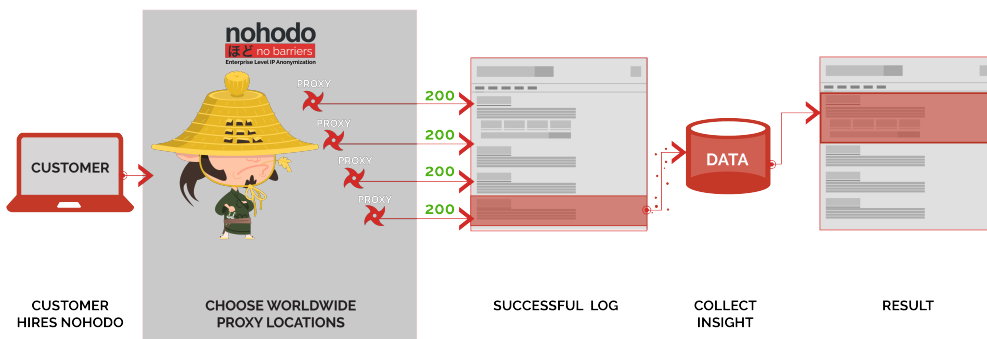 nohodo
ほど no barriers
Enterprise Level IP Anonymization
PROXY
200
PROXY
200
PROXY
200
PROXY
200
CUSTOMER
DATA
CUSTOMER
HIRES NOHODO
CHOOSE WORLDWIDE
PROXY LOCATIONS
SUCCESSFUL LOG
COLLECT
INSIGHT
RESULT